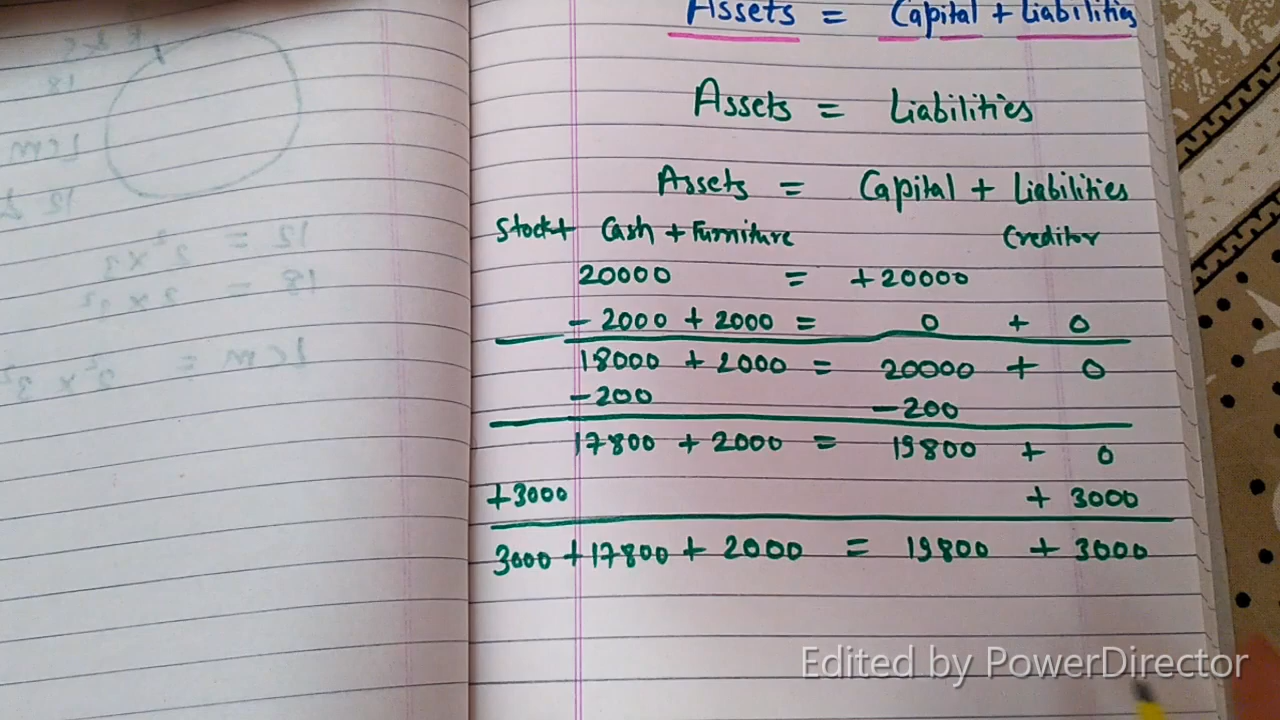 Assets = Capital + Liabilities
Assets = Liabilities
Assets = Capital + Liabilities
Stock + Cash + Furniture Creditor
20000 = +20000
- 2000 + 2000 = 0 + 0
18000 + 2000 = 20000 + 0
-200 -200
17800 + 2000 = 19800 + 0
+3000 + 3000
3000 + 17800 + 2000 = 19800 + 3000
Edited by PowerDirector